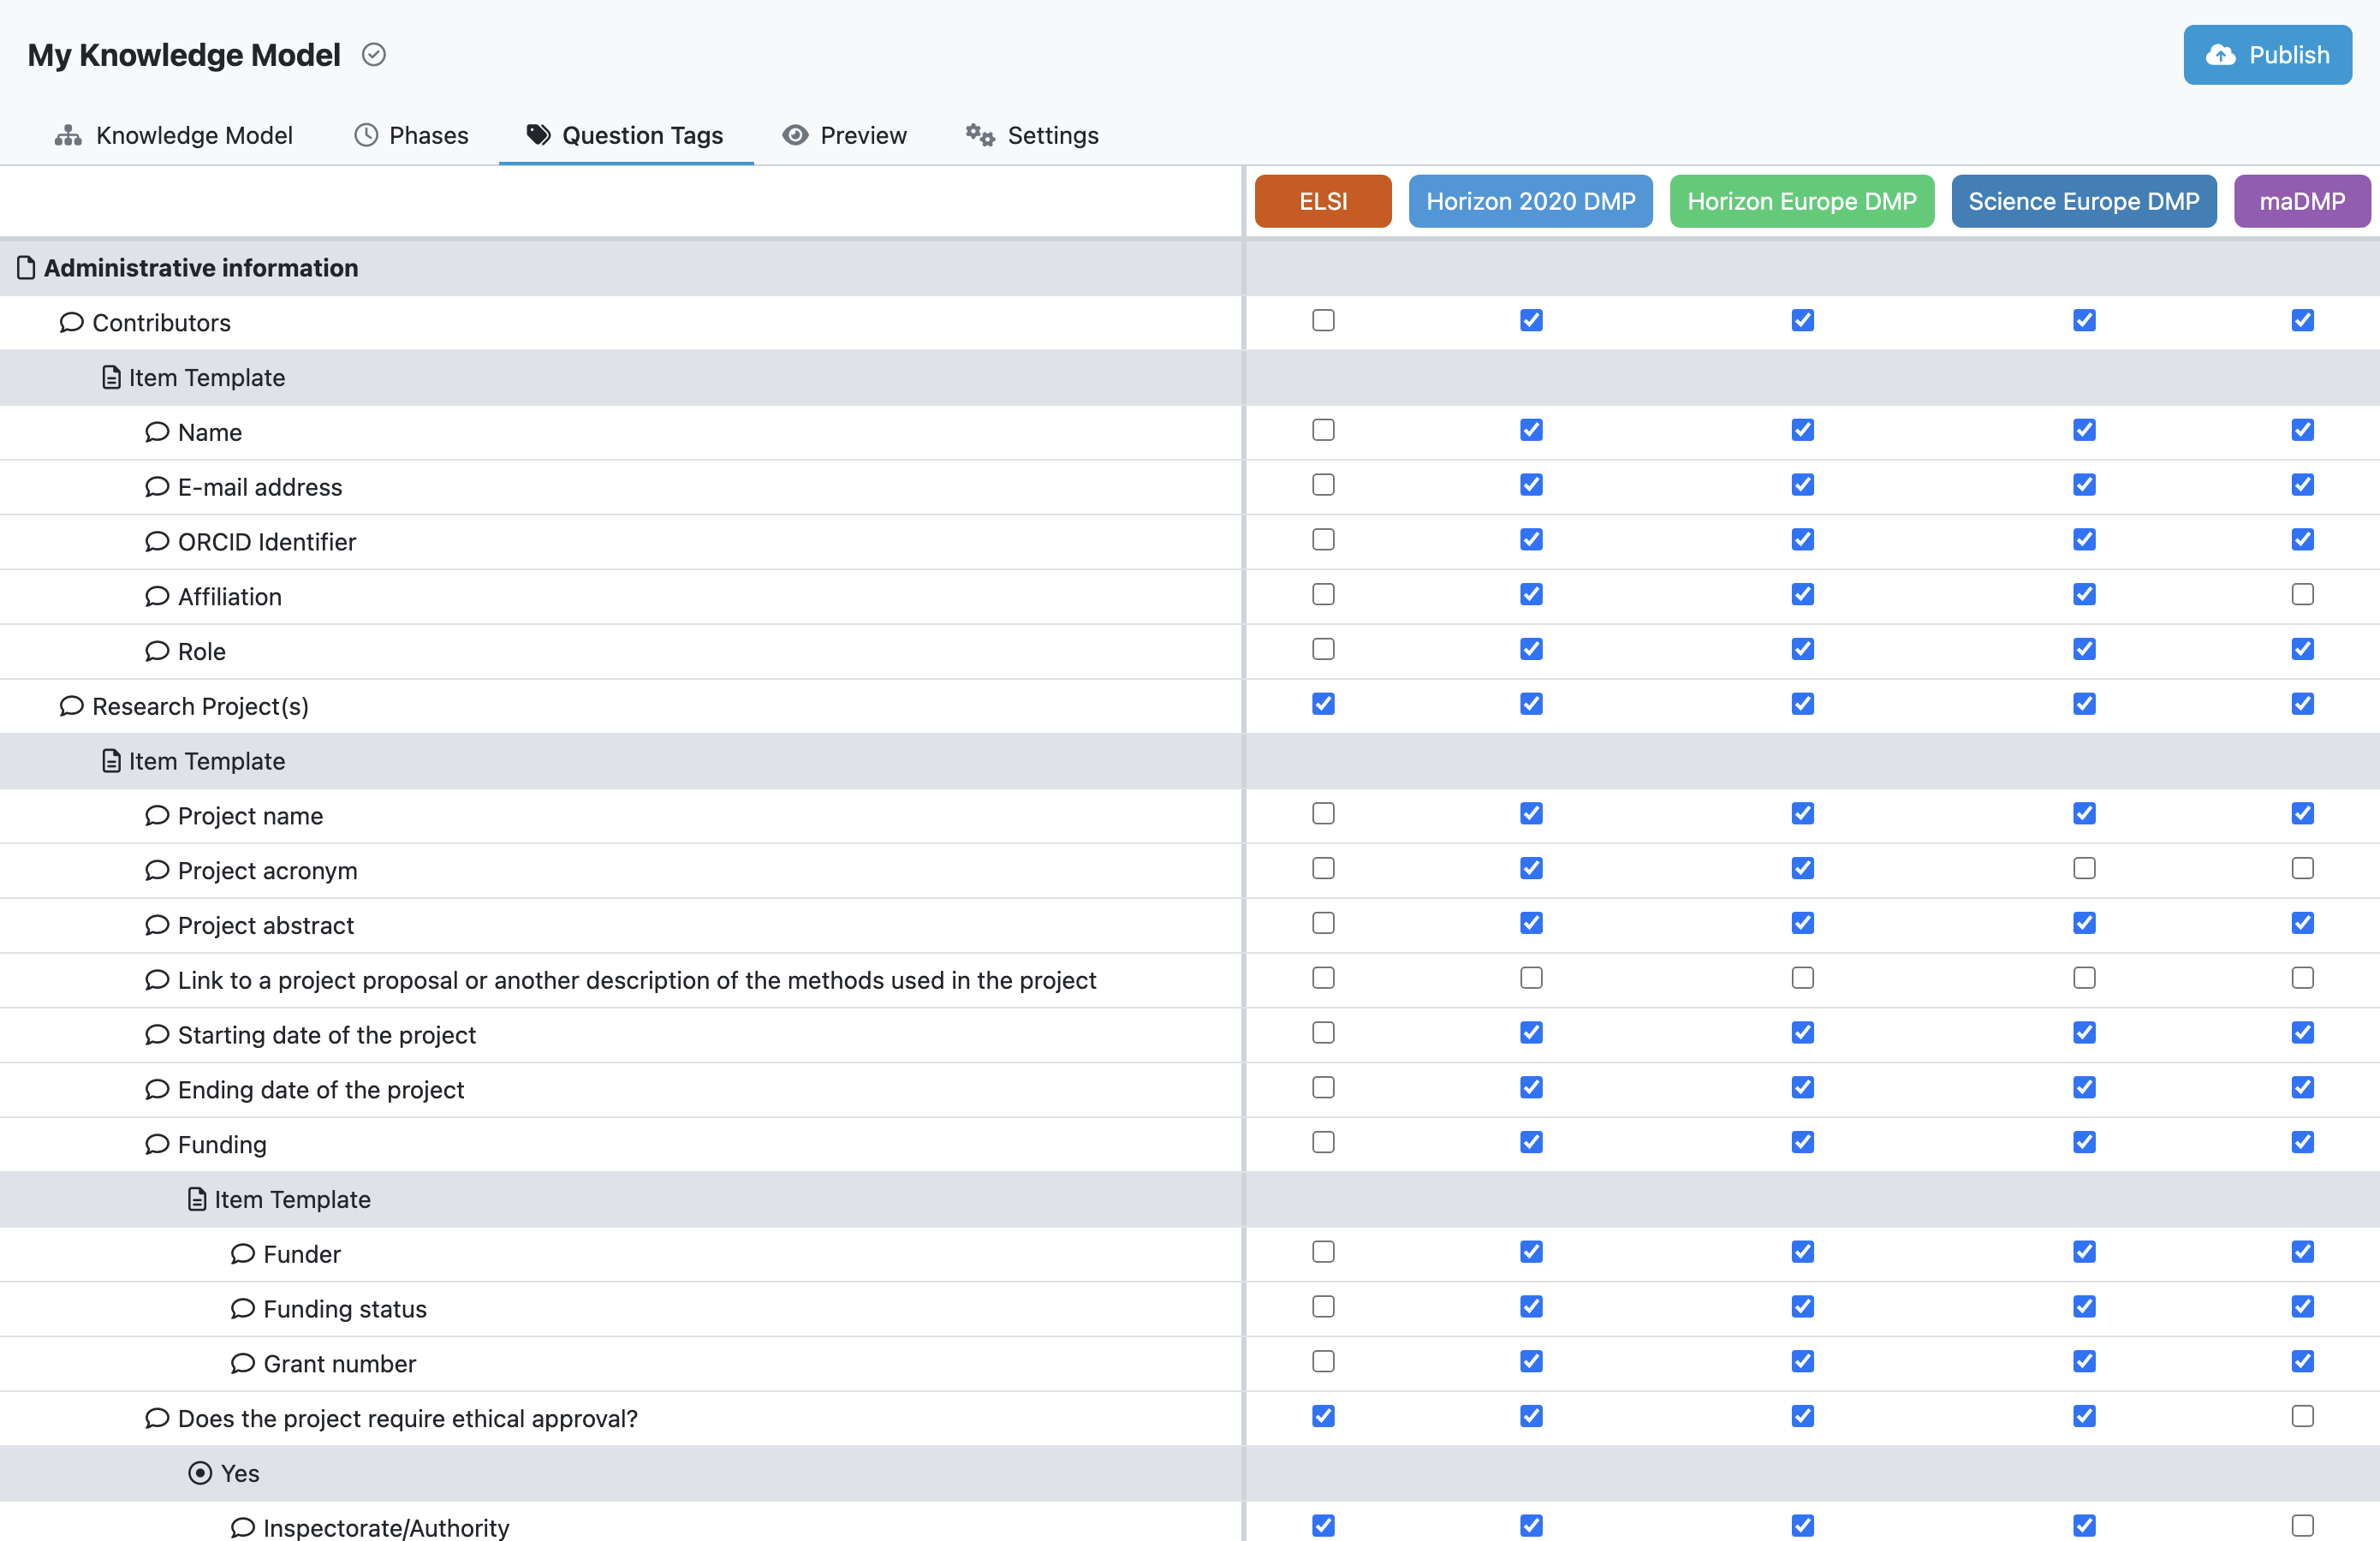 My Knowledge Model
Publish
Knowledge Model Phases Question Tags Preview Settings
ELSI Horizon 2020 DMP Horizon Europe DMP Science Europe DMP maDMP
Administrative information
Contributors
Item Template
Name
E-mail address
ORCID Identifier
Affiliation
Role
Research Project(s)
Item Template
Project name
Project acronym
Project abstract
Link to a project proposal or another description of the methods used in the project
Starting date of the project
Ending date of the project
Funding
Item Template
Funder
Funding status
Grant number
Does the project require ethical approval?
Yes
Inspectorate/Authority